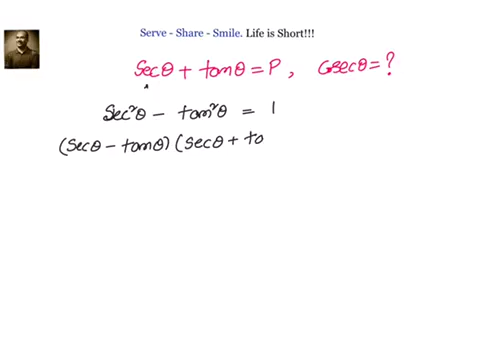 Serve - Share - Smile. Life is Short!!!
secθ + tanθ = P, cosecθ = ?
sec²θ - tan²θ = 1
(secθ - tanθ)(secθ + ta